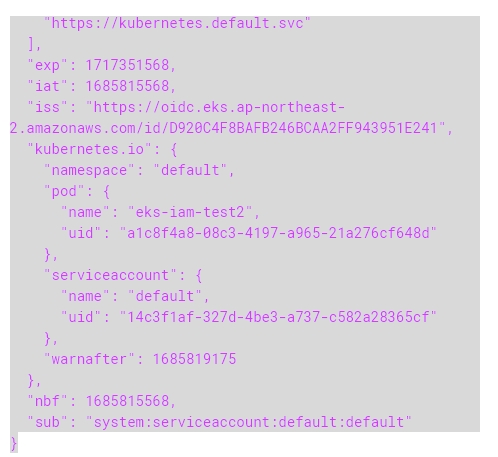 "https://kubernetes.default.svc"
],
"exp": 1717351568,
"iat": 1685815568,
"iss": "https://oidc.eks.ap-northeast-
2.amazonaws.com/id/D920C4F8BAFB246BCAA2FF943951E241",
"kubernetes.io": {
"namespace": "default",
"pod": {
"name": "eks-iam-test2",
"uid": "a1c8f4a8-08c3-4197-a965-21a276cf648d"
},
"serviceaccount": {
"name": "default",
"uid": "14c3f1af-327d-4be3-a737-c582a28365cf"
},
"warnafter": 1685819175
},
"nbf": 1685815568,
"sub": "system:serviceaccount:default:default"
}